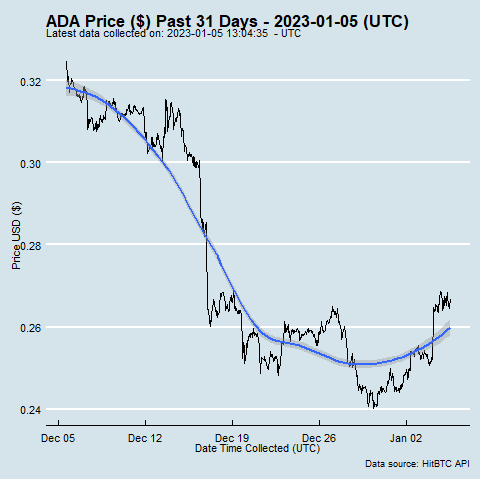 ADA Price ($) Past 31 Days - 2023-01-05 (UTC)
Latest data collected on: 2023-01-05 13:04:35 - UTC
0.32
0.30
0.28
0.26
0.24
Price USD ($)
Dec 05 Dec 12 Dec 19 Dec 26 Jan 02
Date Time Collected (UTC)
Data source: HitBTC API